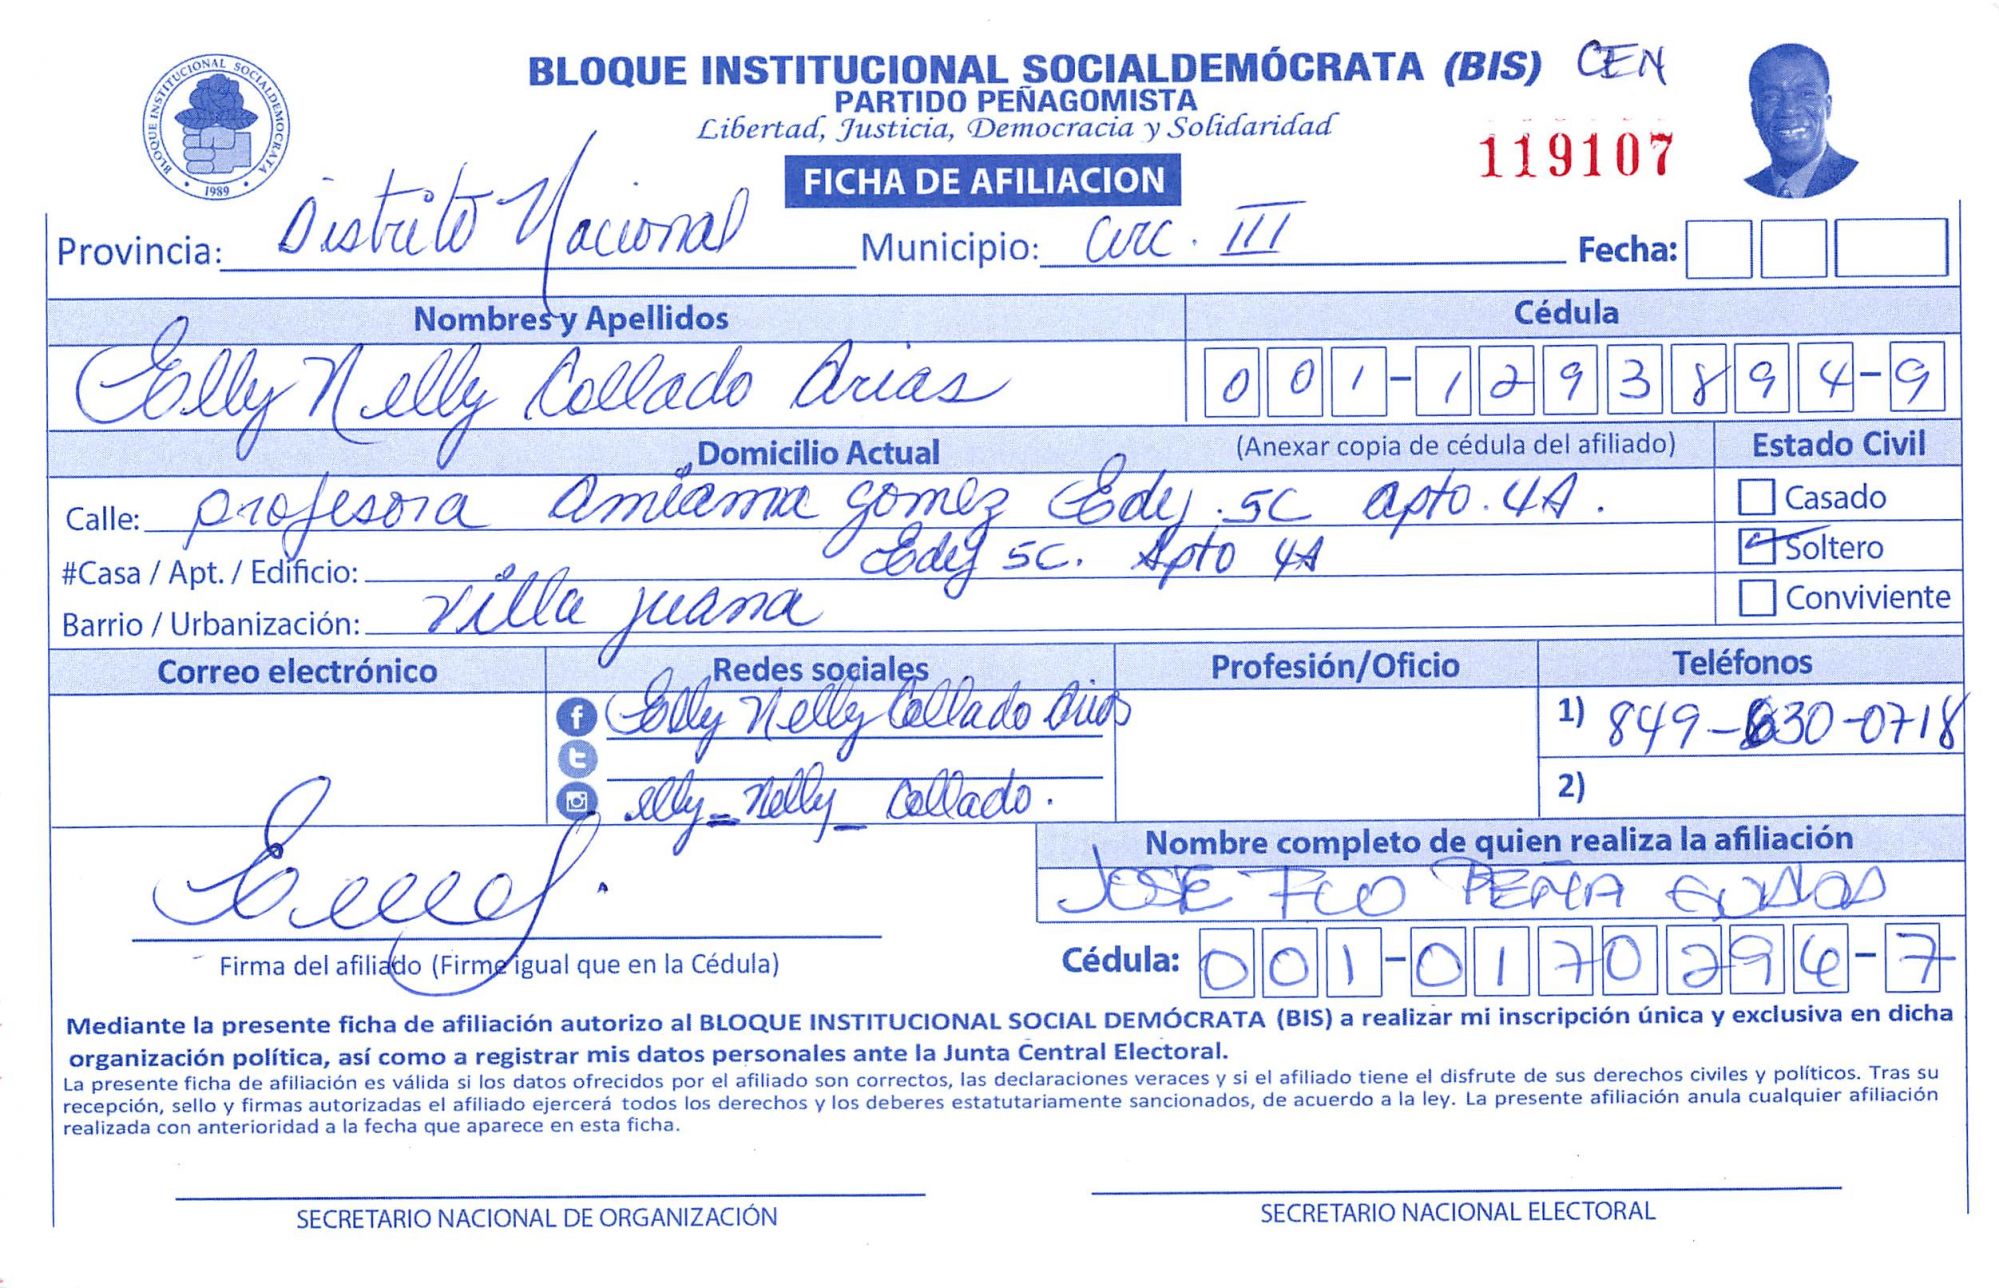 BLOQUE INSTITUCIONAL SOCIALDEMÓCRATA (BIS) CEN
PARTIDO PEÑAGOMISTA
Libertad, Justicia, Democracia y Solidaridad
BLOQUE INSTITUCIONAL SOCIALDEMOCRATA
1989
119107
FICHA DE AFILIACION
Provincia: Distrito Nacional Municipio: Circ. III Fecha:
Nombres y Apellidos Cédula
Elly Nelly Collado Arias 001-1293894-9
Domicilio Actual (Anexar copia de cédula del afiliado) Estado Civil
Calle: profesora Amiama Gomez Edf. 5C apto. 4A. Casado
#Casa / Apt. / Edificio: Edf 5C. Apto 4A Soltero
Barrio / Urbanización: Villa Juana Conviviente
Correo electrónico Redes sociales Profesión/Oficio Teléfonos
Elly Nelly Collado Arias 1) 849-630-0718
2)
elly_Nelly_Collado.
Nombre completo de quien realiza la afiliación
JOSE FCO PEÑA
Firma del afiliado (Firme igual que en la Cédula) Cédula: 001-0170296-7
Mediante la presente ficha de afiliación autorizo al BLOQUE INSTITUCIONAL SOCIAL DEMÓCRATA (BIS) a realizar mi inscripción única y exclusiva en dicha
organización política, así como a registrar mis datos personales ante la Junta Central Electoral.
La presente ficha de afiliación es válida si los datos ofrecidos por el afiliado son correctos, las declaraciones veraces y si el afiliado tiene el disfrute de sus derechos civiles y políticos. Tras su
recepción, sello y firmas autorizadas el afiliado ejercerá todos los derechos y los deberes estatutariamente sancionados, de acuerdo a la ley. La presente afiliación anula cualquier afiliación
realizada con anterioridad a la fecha que aparece en esta ficha.
SECRETARIO NACIONAL DE ORGANIZACIÓN SECRETARIO NACIONAL ELECTORAL